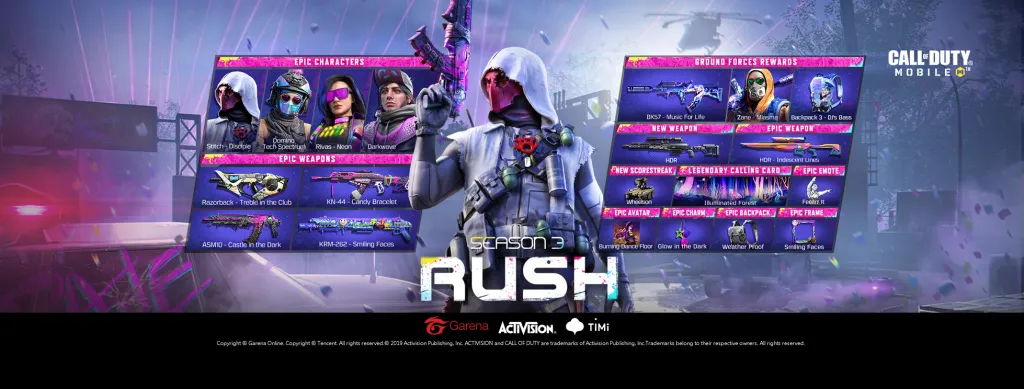 EPIC CHARACTERS
Stitch - Disciple
Domino
Tech Spectrum
Rivas - Neon
Darkwave
EPIC WEAPONS
Razorback - Treble in the Club
KN-44 - Candy Bracelet
ASM10 - Castle in the Dark
KRM-262 - Smiling Faces
GROUND FORCES REWARDS
BK57 - Music For Life
Zane - Miasma
Backpack 3 - DJ's Bass
NEW WEAPON
EPIC WEAPON
HDR
HDR - Iridescent Lines
NEW SCORESTREAK
LEGENDARY CALLING CARD
EPIC EMOTE
Wheelson
Illuminated Forest
Feelin' It
EPIC AVATAR
EPIC CHARM
EPIC BACKPACK
EPIC FRAME
Burning Dance Floor
Glow in the Dark
Weather Proof
Smiling Faces
CALL OF DUTY®
MOBILE M TM
SEASON 3
RUSH
Garena ACTIVISION® TiMi
Copyright © Garena Online. Copyright © Tencent. All rights reserved.© 2019 Activision Publishing, Inc. ACTIVISION and CALL OF DUTY are trademarks of Activision Publishing, Inc.Trademarks belong to their respective owners. All rights reserved.